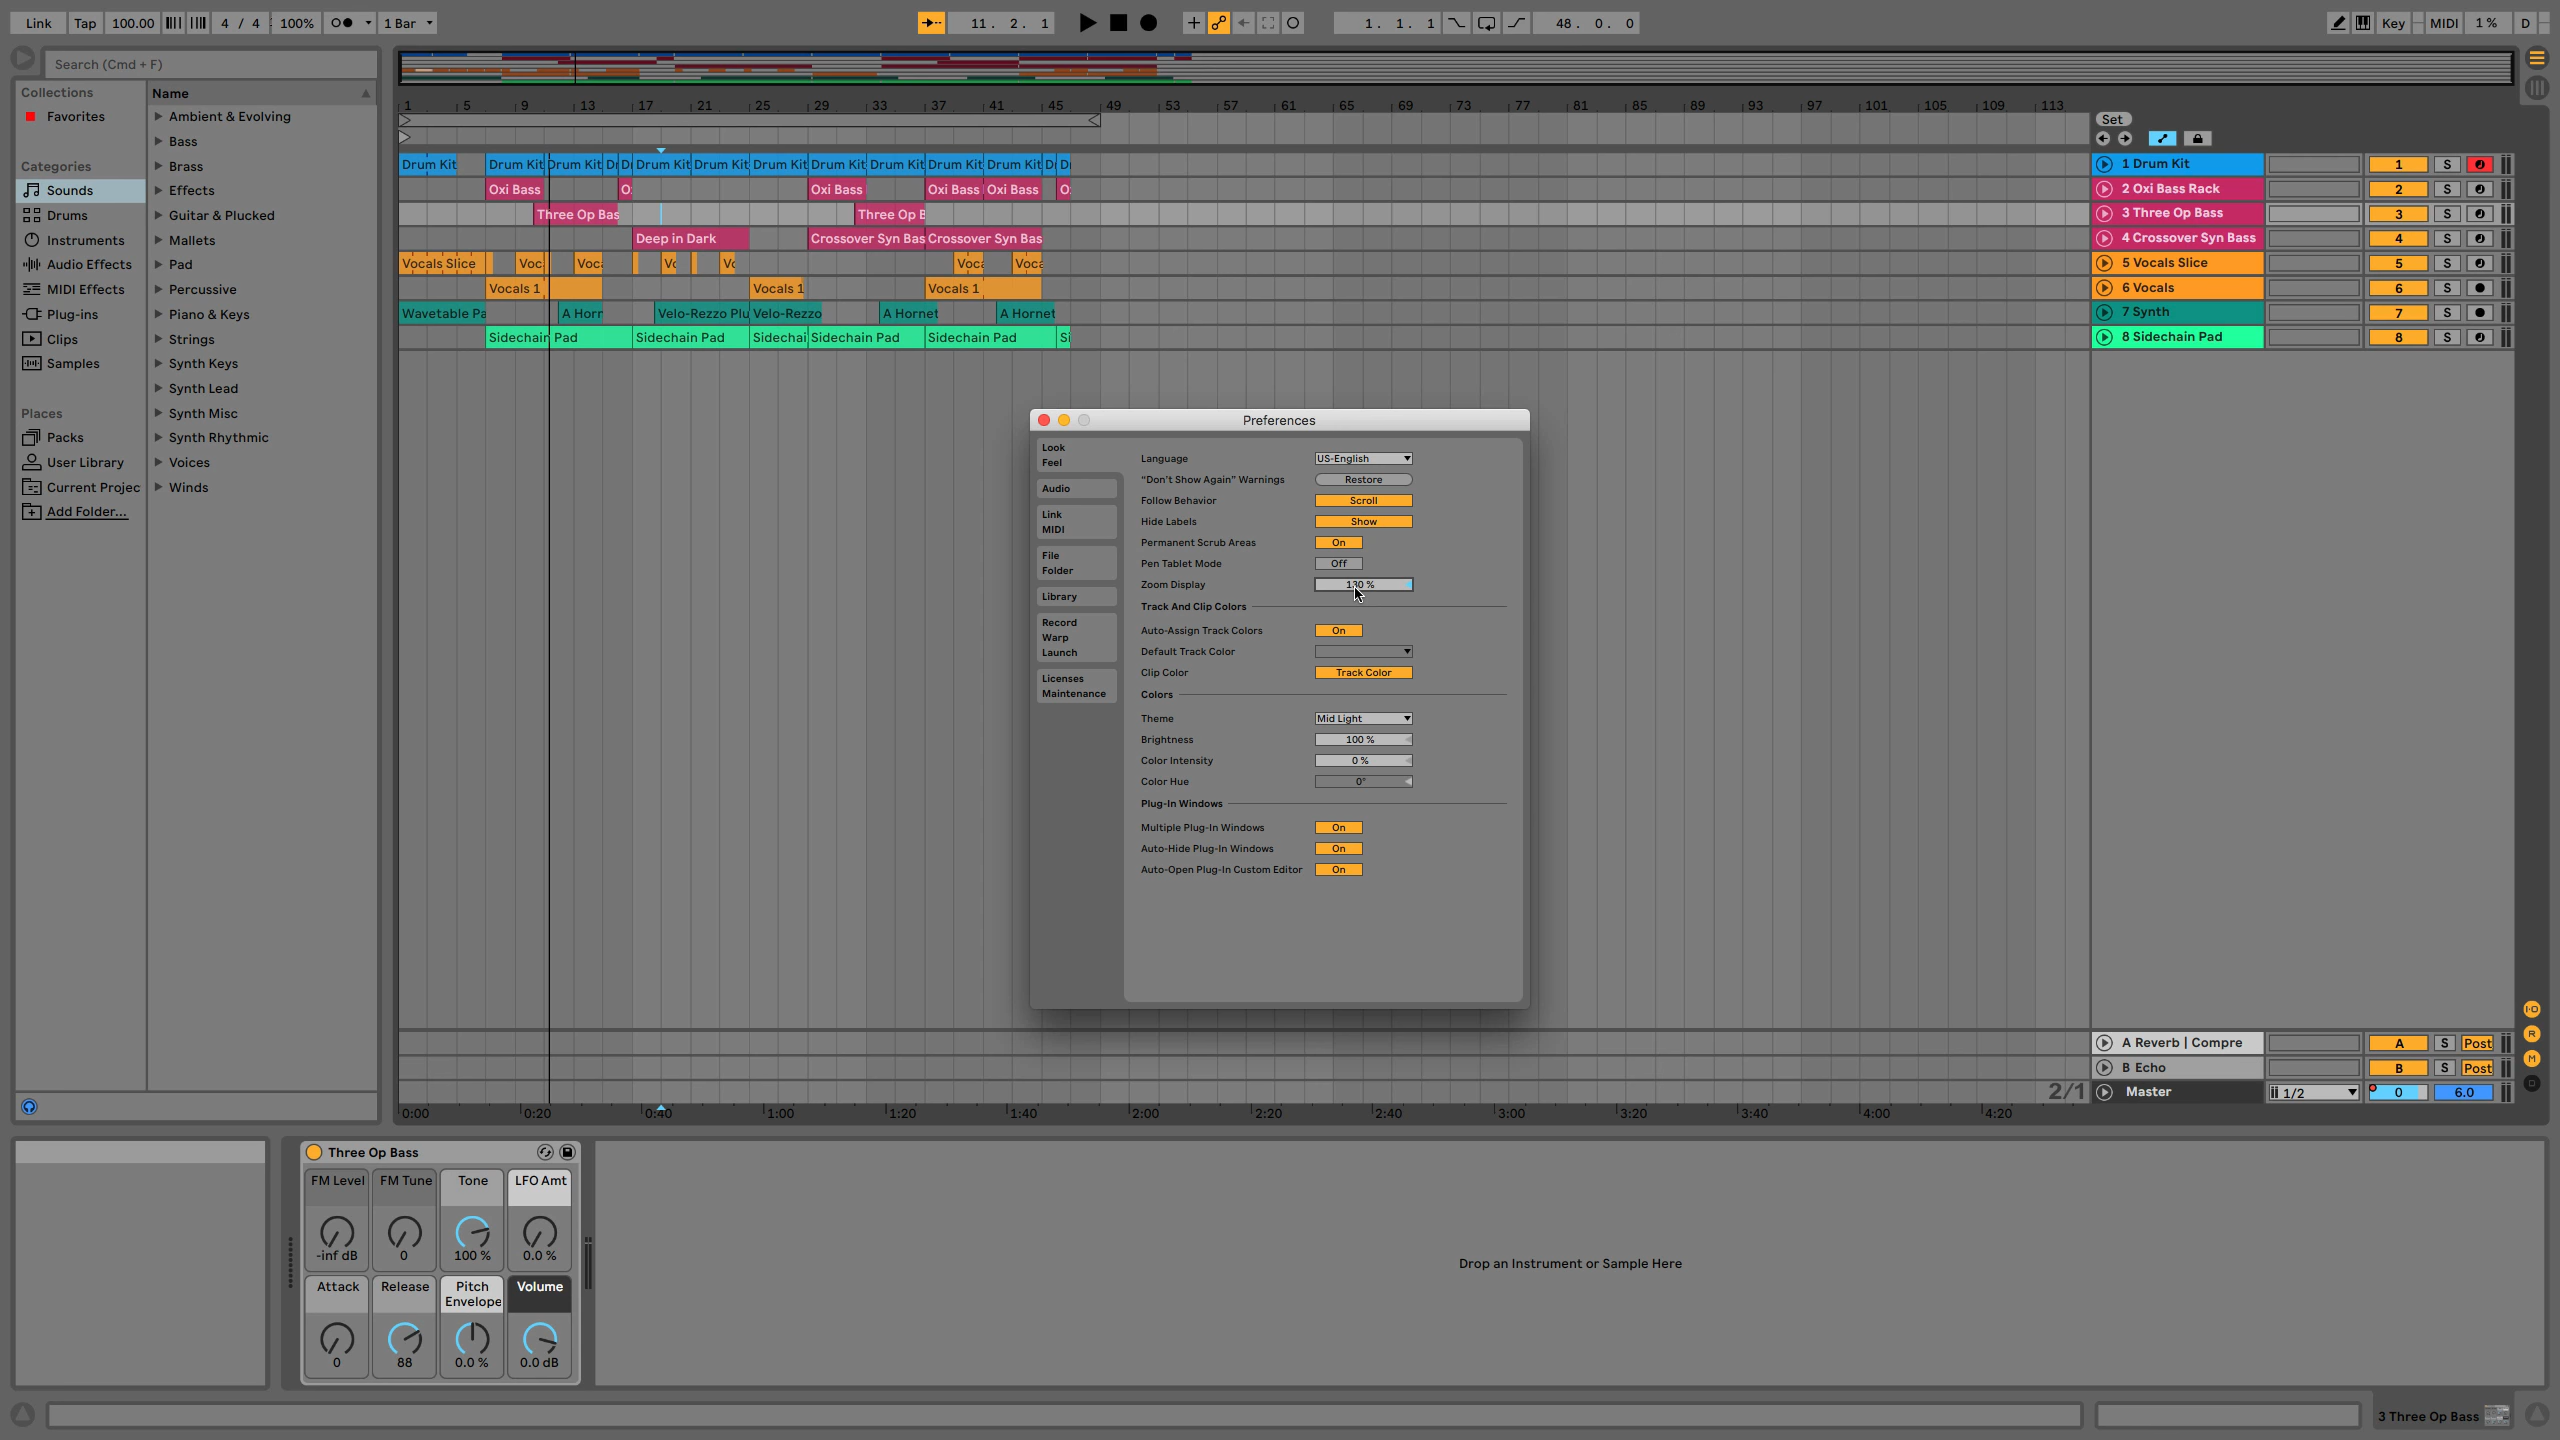 Link Tap 100.00 4 / 4 100% 1 Bar 11. 2. 1 1. 1. 1 48. 0. 0 Key MIDI 1 % D
Search (Cmd + F)
Collections
Favorites
Categories
Sounds
Drums
Instruments
Audio Effects
MIDI Effects
Plug-ins
Clips
Samples
Places
Packs
User Library
Current Projec
Add Folder...
Name
Ambient & Evolving
Bass
Brass
Effects
Guitar & Plucked
Mallets
Pad
Percussive
Piano & Keys
Strings
Synth Keys
Synth Lead
Synth Misc
Synth Rhythmic
Voices
Winds
1 5 9 13 17 21 25 29 33 37 41 45 49 53 57 61 65 69 73 77 81 85 89 93 97 101 105 109 113
Set
Drum Kit Drum Kit Drum Kit Dr Dr Drum Kit Drum Kit Drum Kit Drum Kit Drum Kit Drum Kit Drum Kit Dr Dr
1 Drum Kit 1 S
Oxi Bass O Oxi Bass Oxi Bass Oxi Bass O
2 Oxi Bass Rack 2 S
Three Op Bas Three Op B
3 Three Op Bass 3 S
Deep in Dark Crossover Syn Bas Crossover Syn Bas
4 Crossover Syn Bass 4 S
Vocals Slice Voc Voca Vo Vo Voca Voca
5 Vocals Slice 5 S
Vocals 1 Vocals 1 Vocals 1
6 Vocals 6 S
Wavetable Pa A Horn Velo-Rezzo Plu Velo-Rezzo A Hornet A Hornet
7 Synth 7 S
Sidechain Pad Sidechain Pad Sidechai Sidechain Pad Sidechain Pad Si
8 Sidechain Pad 8 S
Preferences
Look
Feel
Audio
Link
MIDI
File
Folder
Library
Record
Warp
Launch
Licenses
Maintenance
Language US-English
“Don't Show Again” Warnings Restore
Follow Behavior Scroll
Hide Labels Show
Permanent Scrub Areas On
Pen Tablet Mode Off
Zoom Display 130 %
Track And Clip Colors
Auto-Assign Track Colors On
Default Track Color
Clip Color Track Color
Colors
Theme Mid Light
Brightness 100 %
Color Intensity 0 %
Color Hue 0°
Plug-In Windows
Multiple Plug-In Windows On
Auto-Hide Plug-In Windows On
Auto-Open Plug-In Custom Editor On
I-O
R
M
D
A Reverb | Compre A S Post
B Echo B S Post
2/1 Master 1/2 0 6.0
0:00 0:20 0:40 1:00 1:20 1:40 2:00 2:20 2:40 3:00 3:20 3:40 4:00 4:20
Three Op Bass
FM Level FM Tune Tone LFO Amt
-inf dB 0 100 % 0.0 %
Attack Release Pitch Envelope Volume
0 88 0.0 % 0.0 dB
Drop an Instrument or Sample Here
3 Three Op Bass